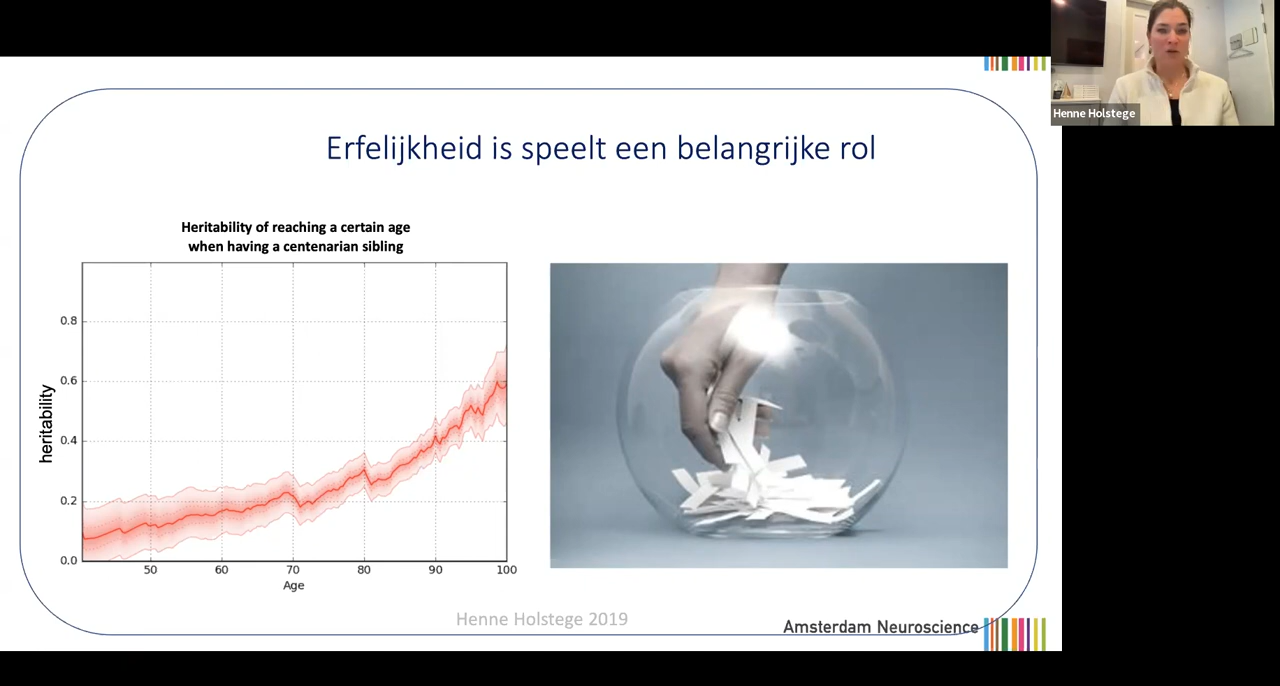 Henne Holstege
Erfelijkheid is speelt een belangrijke rol
Heritability of reaching a certain age
when having a centenarian sibling
heritability
0.8
0.6
0.4
0.2
0.0
50 60 70 80 90 100
Age
Henne Holstege 2019
Amsterdam Neuroscience